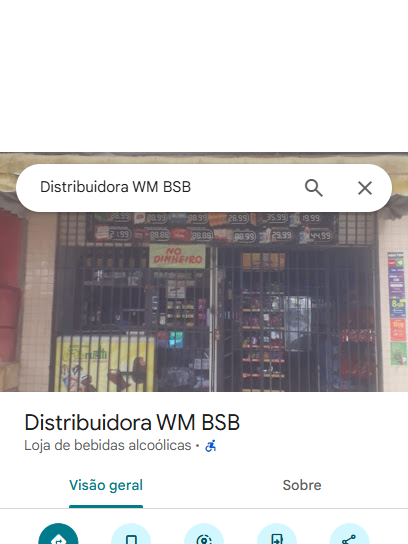 Distribuidora WM BSB
NO
DINHEIRO
Distribuidora WM BSB
Loja de bebidas alcoólicas
Visão geral
Sobre